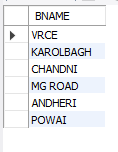 BNAME
VRCE
KAROLBAGH
CHANDNI
MG ROAD
ANDHERI
POWAI